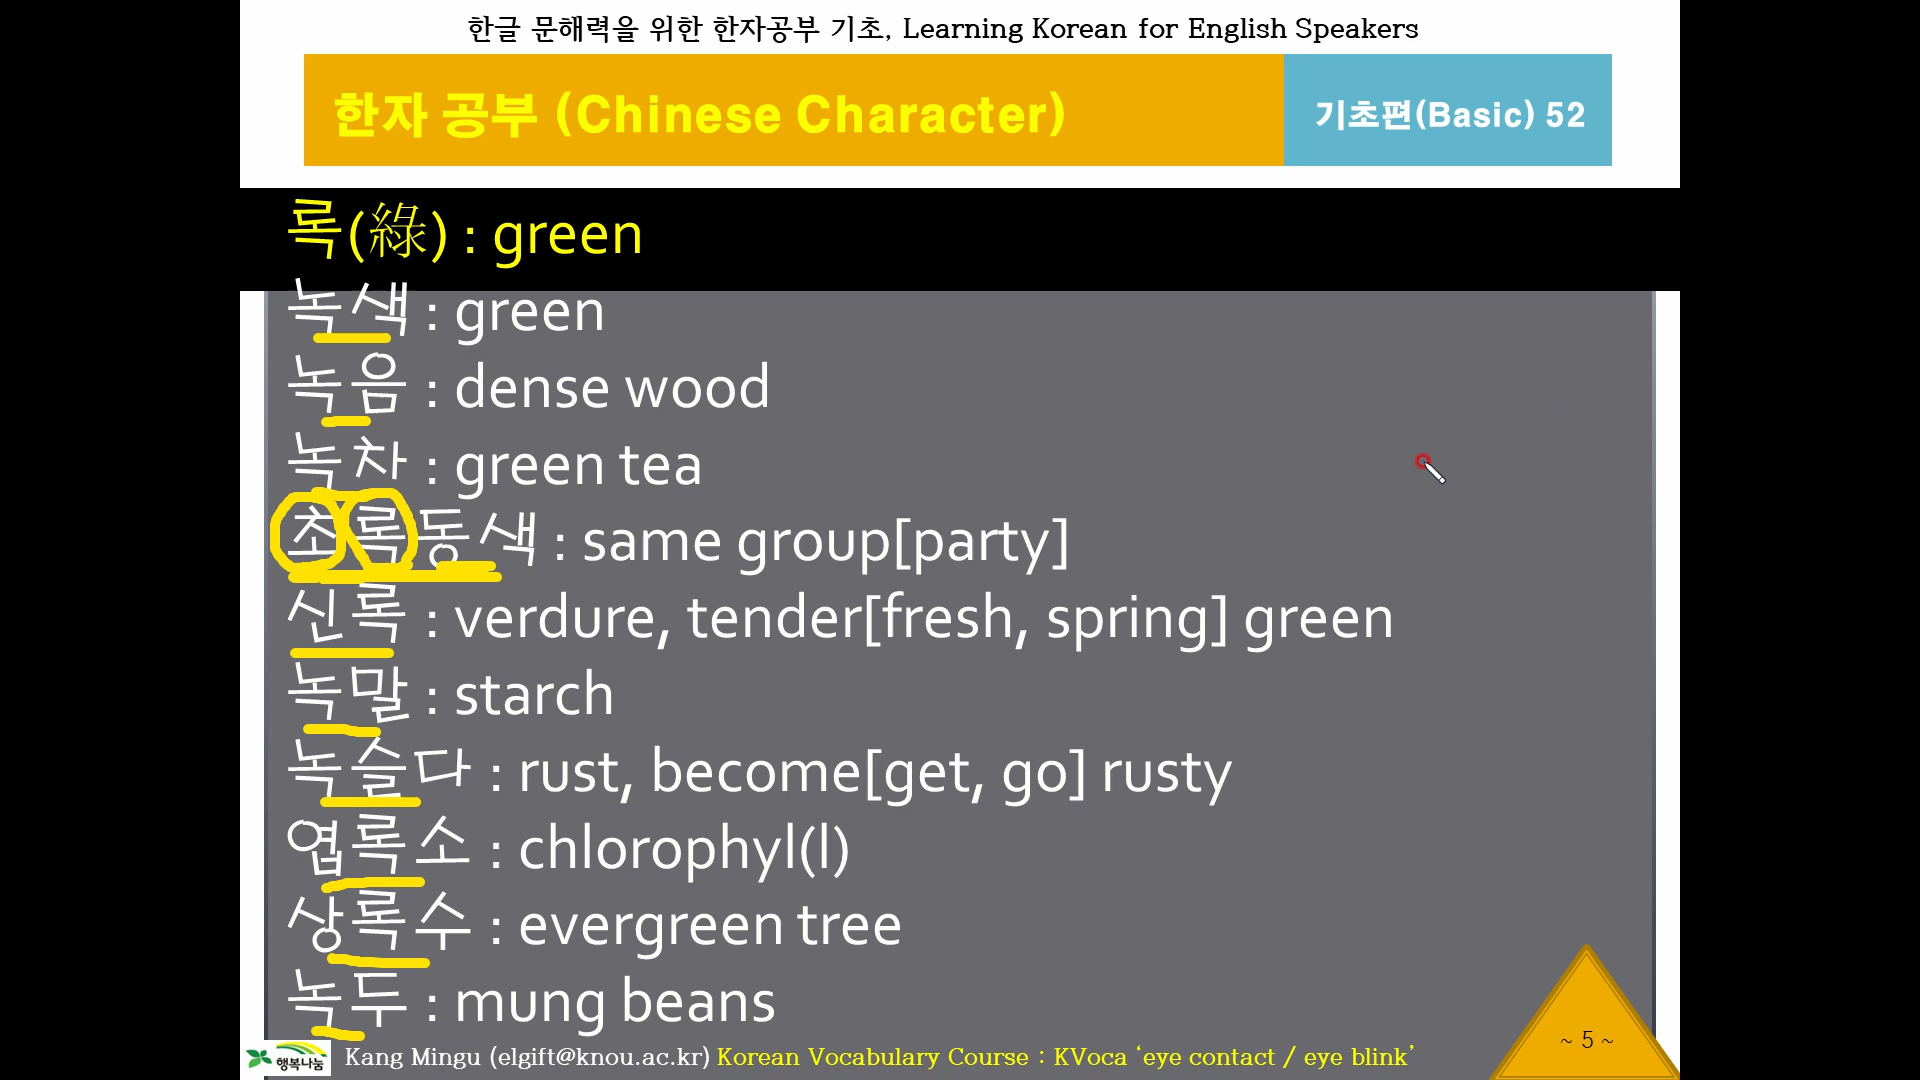 한글 문해력을 위한 한자공부 기초, Learning Korean for English Speakers
한자 공부 (Chinese Character)
기초편(Basic) 52
록(綠) : green
녹색 : green
녹음 : dense wood
녹차 : green tea
초록동색 : same group[party]
신록 : verdure, tender[fresh, spring] green
녹말 : starch
녹슬다 : rust, become[get, go] rusty
엽록소 : chlorophyl(l)
상록수 : evergreen tree
녹두 : mung beans
~ 5 ~
행복나눔
Kang Mingu (elgift@knou.ac.kr) Korean Vocabulary Course : KVoca ‘eye contact / eye blink’